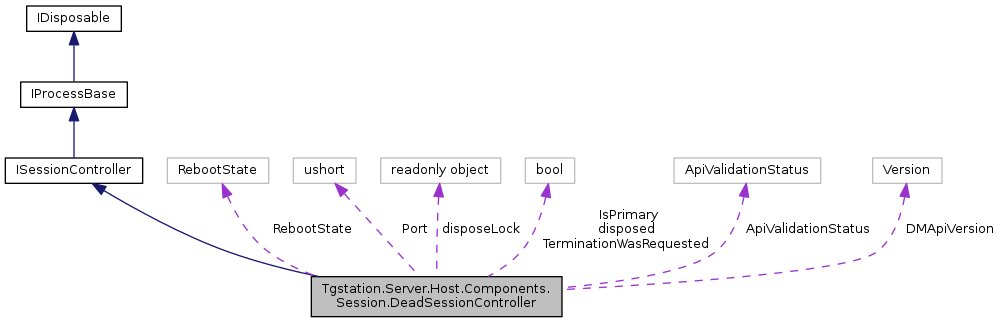 IDisposable
IProcessBase
ISessionController
RebootState
ushort
readonly object
bool
ApiValidationStatus
Version
RebootState
Port
disposeLock
IsPrimary
disposed
TerminationWasRequested
ApiValidationStatus
DMApiVersion
Tgstation.Server.Host.Components.
Session.DeadSessionController